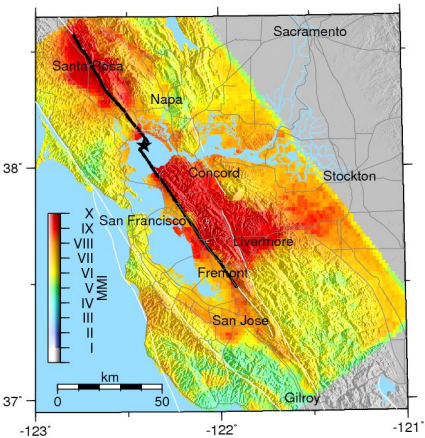 Sacramento
Santa Rosa
Napa
38°
Concord
Stockton
X
IX
VIII
VII
VI
V
IV
III
II
I
MMI
San Francisco
Livermore
Fremont
San Jose
km
0 50
Gilroy
37°
-123° -122° -121°